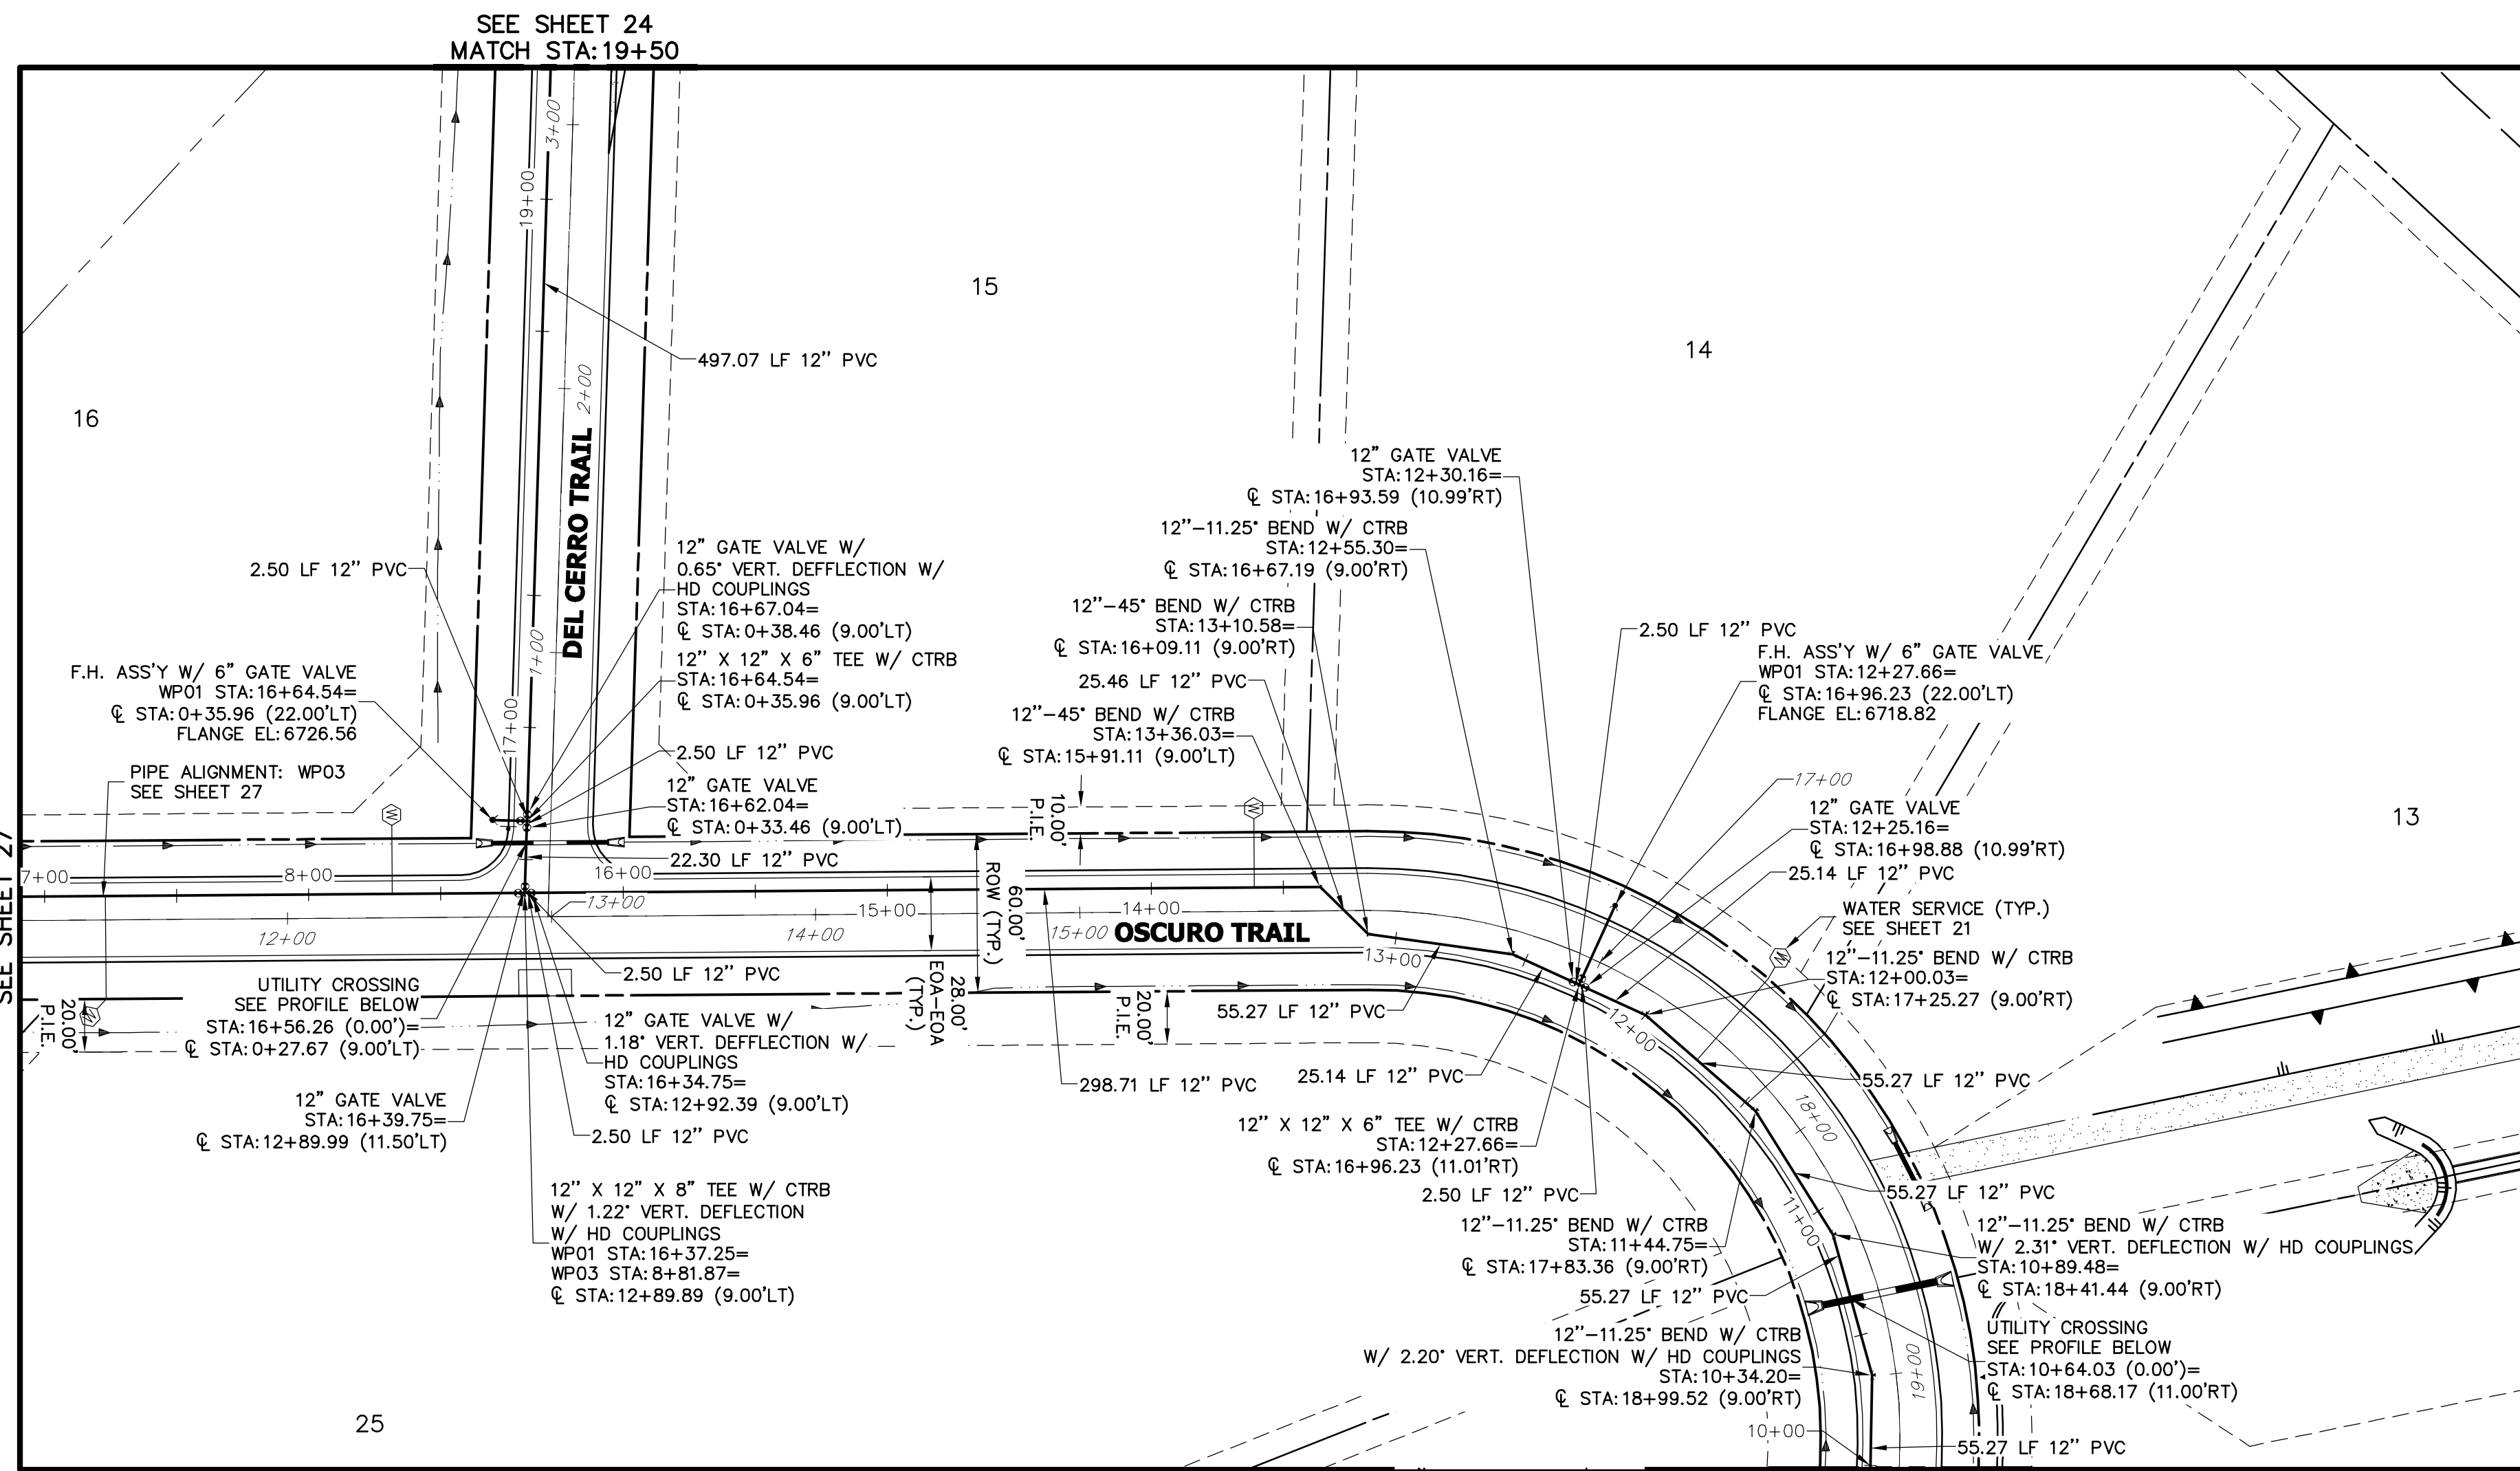 SEE SHEET 24
MATCH STA:19+50
3+00
19+00
15
14
497.07 LF 12" PVC
2+00
16
DEL CERRO TRAIL
12" GATE VALVE
STA:12+30.16=
℄ STA:16+93.59 (10.99'RT)
12"-11.25° BEND W/ CTRB
STA:12+55.30=
℄ STA:16+67.19 (9.00'RT)
12" GATE VALVE W/
0.65° VERT. DEFFLECTION W/
HD COUPLINGS
STA:16+67.04=
℄ STA:0+38.46 (9.00'LT)
2.50 LF 12" PVC
12"-45° BEND W/ CTRB
STA:13+10.58=
℄ STA:16+09.11 (9.00'RT)
2.50 LF 12" PVC
1+00
12" X 12" X 6" TEE W/ CTRB
STA:16+64.54=
℄ STA:0+35.96 (9.00'LT)
F.H. ASS'Y W/ 6" GATE VALVE
WP01 STA:12+27.66=
℄ STA:16+96.23 (22.00'LT)
FLANGE EL:6718.82
F.H. ASS'Y W/ 6" GATE VALVE
WP01 STA:16+64.54=
℄ STA:0+35.96 (22.00'LT)
FLANGE EL:6726.56
25.46 LF 12" PVC
12"-45° BEND W/ CTRB
STA:13+36.03=
℄ STA:15+91.11 (9.00'LT)
17+00
2.50 LF 12" PVC
PIPE ALIGNMENT: WP03
SEE SHEET 27
12" GATE VALVE
STA:16+62.04=
℄ STA:0+33.46 (9.00'LT)
17+00
10.00'
P.I.E.
12" GATE VALVE
STA:12+25.16=
℄ STA:16+98.88 (10.99'RT)
13
W
W
SEE SHEET 27
22.30 LF 12" PVC
25.14 LF 12" PVC
7+00
8+00
16+00
13+00
15+00
14+00
60.00'
ROW (TYP.)
WATER SERVICE (TYP.)
SEE SHEET 21
12+00
14+00
15+00
OSCURO TRAIL
13+00
W
12"-11.25° BEND W/ CTRB
STA:12+00.03=
℄ STA:17+25.27 (9.00'RT)
2.50 LF 12" PVC
UTILITY CROSSING
SEE PROFILE BELOW
STA:16+56.26 (0.00')=
℄ STA:0+27.67 (9.00'LT)
28.00'
EOA-EOA
(TYP.)
20.00'
P.I.E.
W
20.00'
P.I.E.
55.27 LF 12" PVC
12+00
12" GATE VALVE W/
1.18° VERT. DEFFLECTION W/
HD COUPLINGS
STA:16+34.75=
℄ STA:12+92.39 (9.00'LT)
298.71 LF 12" PVC
25.14 LF 12" PVC
55.27 LF 12" PVC
18+00
12" GATE VALVE
STA:16+39.75=
℄ STA:12+89.99 (11.50'LT)
2.50 LF 12" PVC
12" X 12" X 6" TEE W/ CTRB
STA:12+27.66=
℄ STA:16+96.23 (11.01'RT)
2.50 LF 12" PVC
55.27 LF 12" PVC
12" X 12" X 8" TEE W/ CTRB
W/ 1.22° VERT. DEFLECTION
W/ HD COUPLINGS
WP01 STA:16+37.25=
WP03 STA:8+81.87=
℄ STA:12+89.89 (9.00'LT)
11+00
12"-11.25° BEND W/ CTRB
STA:11+44.75=
℄ STA:17+83.36 (9.00'RT)
12"-11.25° BEND W/ CTRB
W/ 2.31° VERT. DEFLECTION W/ HD COUPLINGS
STA:10+89.48=
℄ STA:18+41.44 (9.00'RT)
55.27 LF 12" PVC
12"-11.25° BEND W/ CTRB
W/ 2.20° VERT. DEFLECTION W/ HD COUPLINGS
STA:10+34.20=
℄ STA:18+99.52 (9.00'RT)
19+00
UTILITY CROSSING
SEE PROFILE BELOW
STA:10+64.03 (0.00')=
℄ STA:18+68.17 (11.00'RT)
25
10+00
55.27 LF 12" PVC